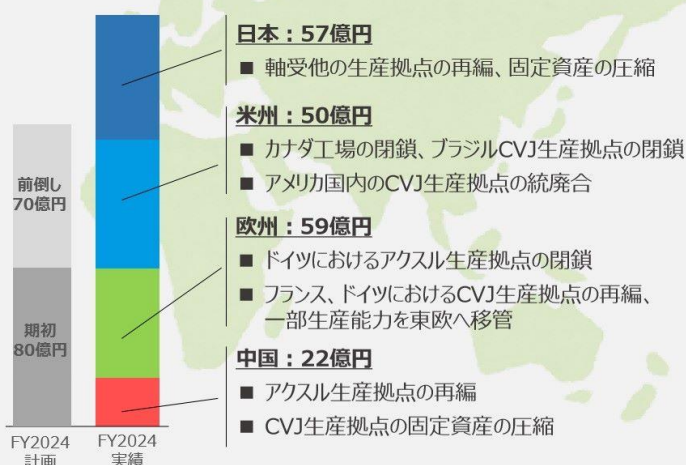 日本：57億円
■ 軸受他の生産拠点の再編、固定資産の圧縮
米州：50億円
■ カナダ工場の閉鎖、ブラジルCVJ生産拠点の閉鎖
■ アメリカ国内のCVJ生産拠点の統廃合
欧州：59億円
■ ドイツにおけるアクスル生産拠点の閉鎖
■ フランス、ドイツにおけるCVJ生産拠点の再編、
一部生産能力を東欧へ移管
中国：22億円
■ アクスル生産拠点の再編
■ CVJ生産拠点の固定資産の圧縮
前倒し
70億円
期初
80億円
FY2024
計画
FY2024
実績